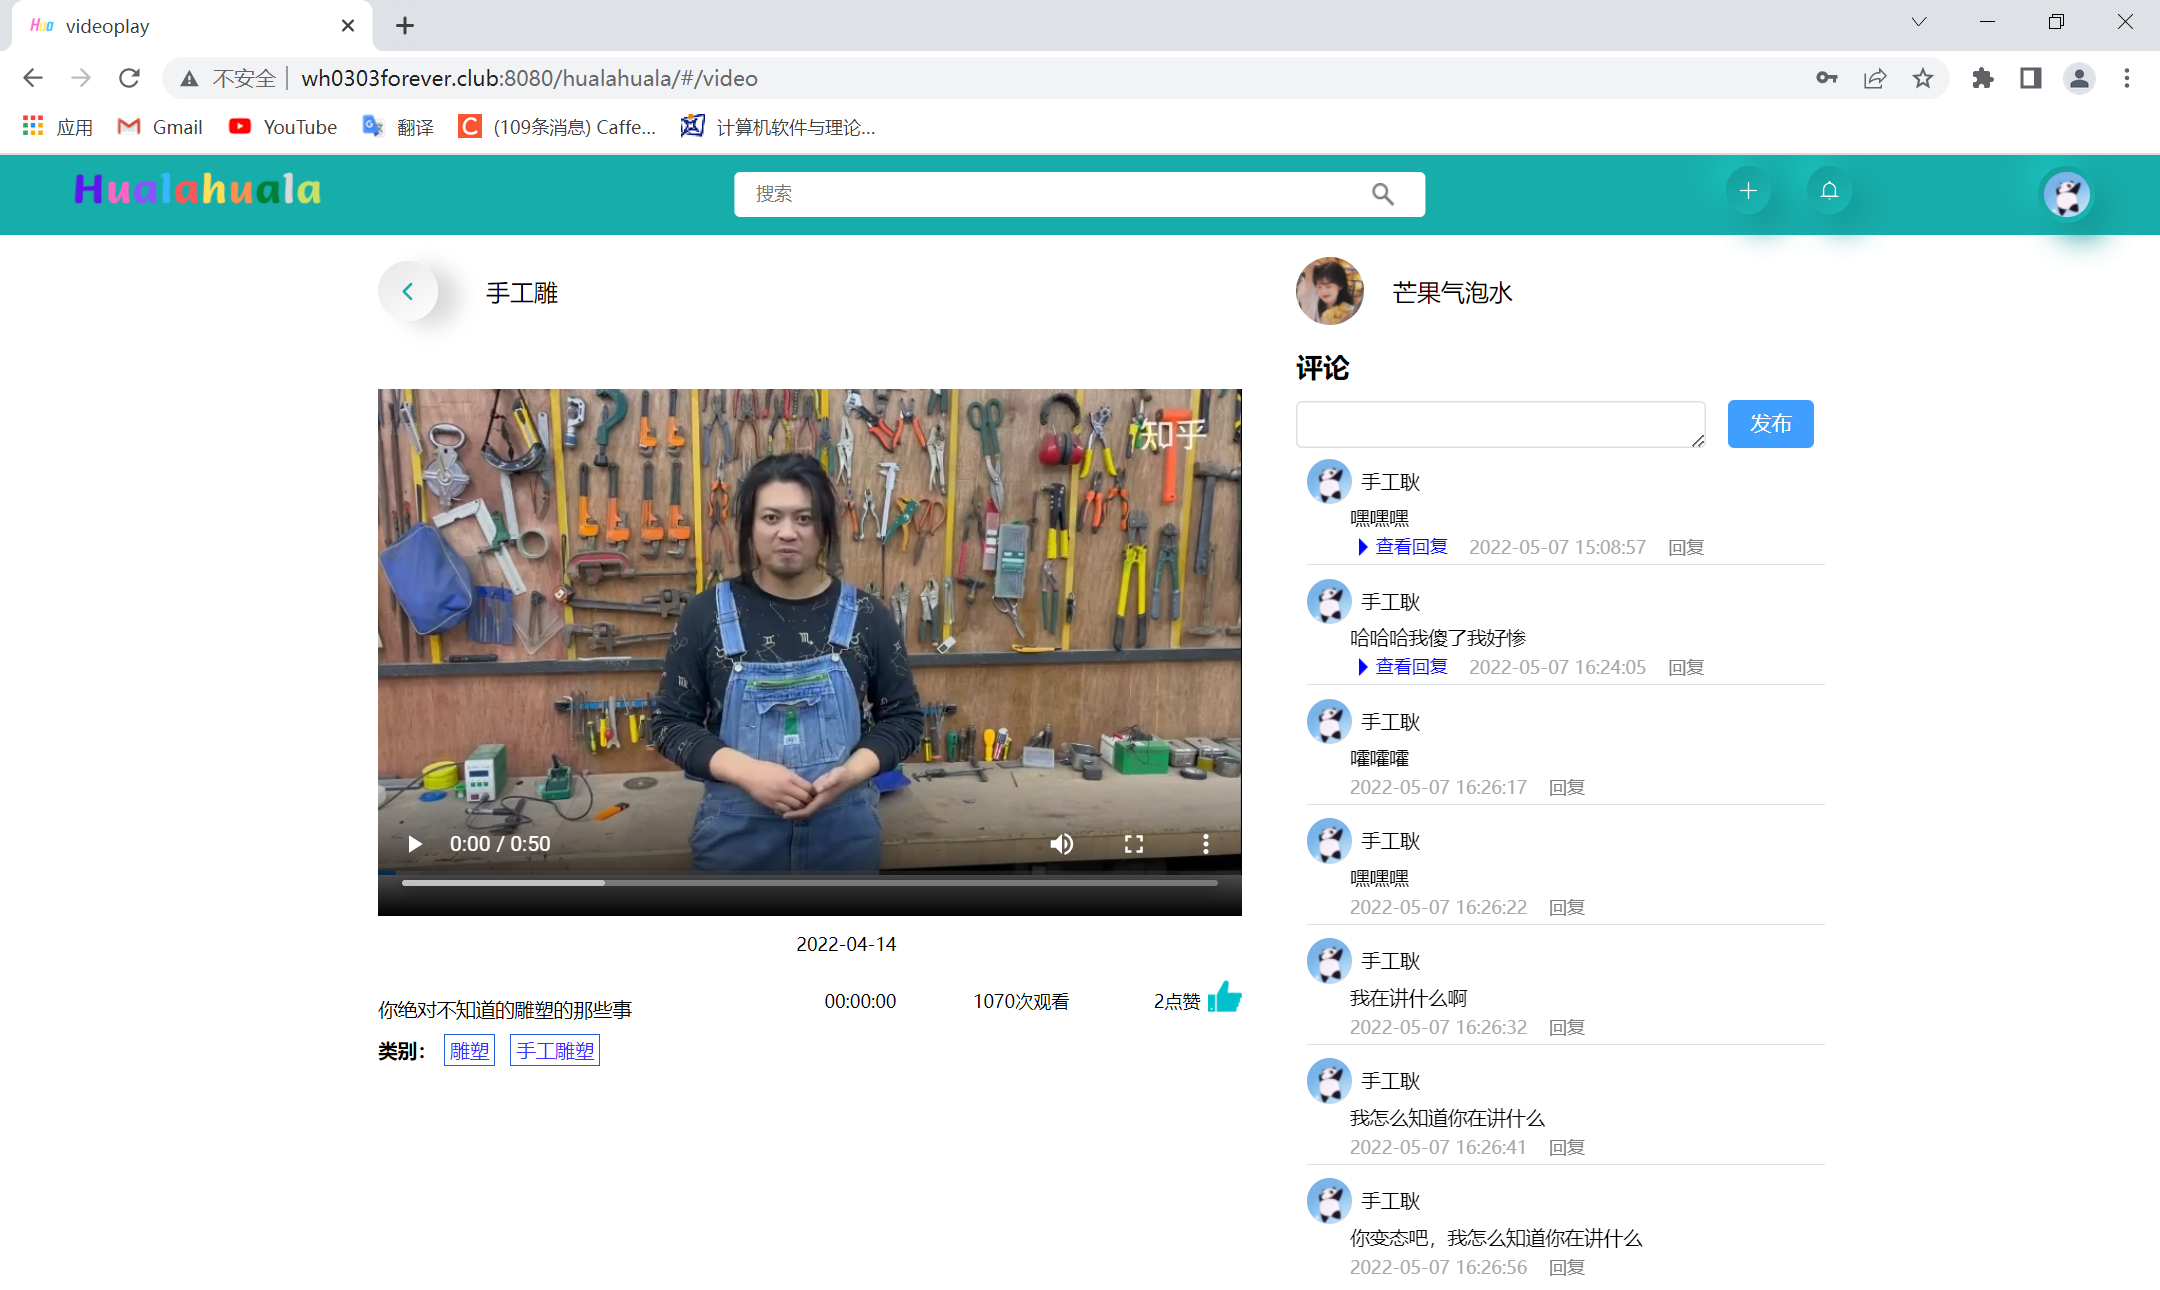 Hua videoplay
不安全 wh0303forever.club:8080/hualahuala/#/video
应用 Gmail YouTube 翻译 (109条消息) Caffe... 计算机软件与理论...
Hualahuala
搜索
手工雕
芒果气泡水
评论
发布
知乎
手工耿
嘿嘿嘿
查看回复 2022-05-07 15:08:57 回复
手工耿
哈哈哈我傻了我好惨
查看回复 2022-05-07 16:24:05 回复
手工耿
嚯嚯嚯
2022-05-07 16:26:17 回复
手工耿
嘿嘿嘿
2022-05-07 16:26:22 回复
手工耿
我在讲什么啊
2022-05-07 16:26:32 回复
手工耿
我怎么知道你在讲什么
2022-05-07 16:26:41 回复
手工耿
你变态吧，我怎么知道你在讲什么
2022-05-07 16:26:56 回复
0:00 / 0:50
2022-04-14
你绝对不知道的雕塑的那些事
00:00:00 1070次观看 2点赞
类别： 雕塑 手工雕塑